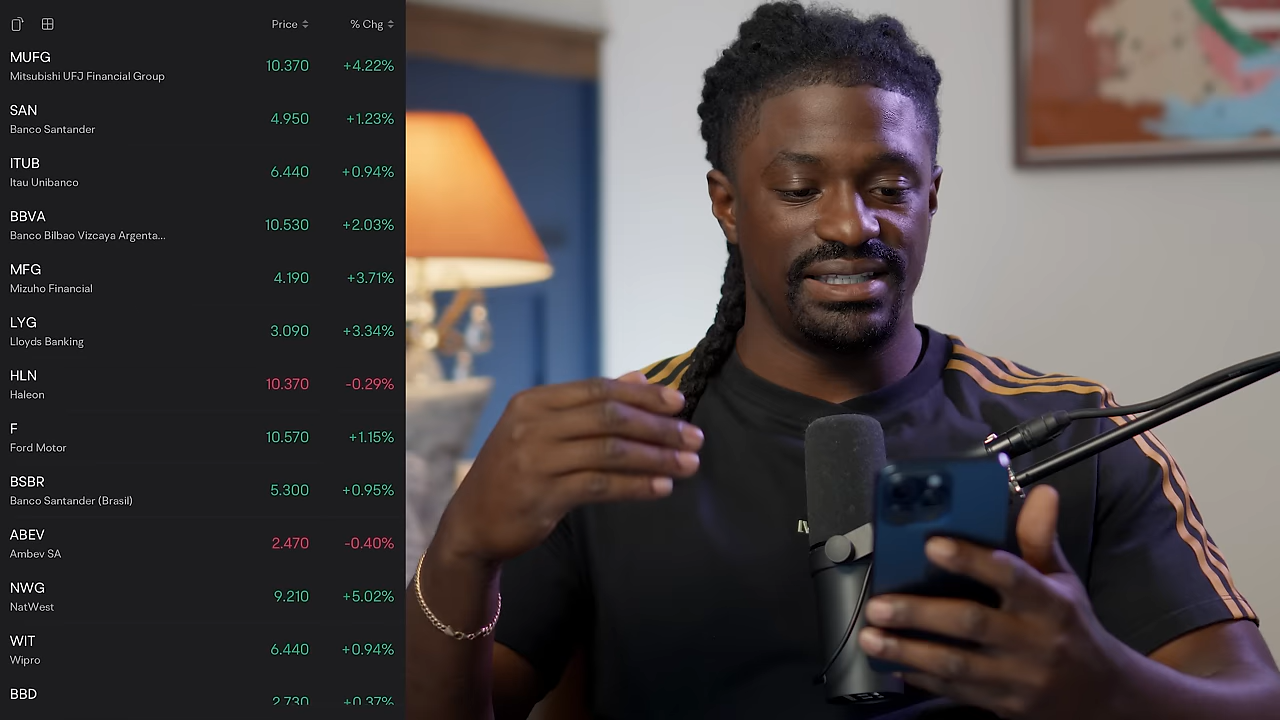 Price % Chg
MUFG
Mitsubishi UFJ Financial Group
10.370 +4.22%
SAN
Banco Santander
4.950 +1.23%
ITUB
Itau Unibanco
6.440 +0.94%
BBVA
Banco Bilbao Vizcaya Argenta...
10.530 +2.03%
MFG
Mizuho Financial
4.190 +3.71%
LYG
Lloyds Banking
3.090 +3.34%
HLN
Haleon
10.370 -0.29%
F
Ford Motor
10.570 +1.15%
BSBR
Banco Santander (Brasil)
5.300 +0.95%
ABEV
Ambev SA
2.470 -0.40%
NWG
NatWest
9.210 +5.02%
WIT
Wipro
6.440 +0.94%
BBD
2.730 +0.37%